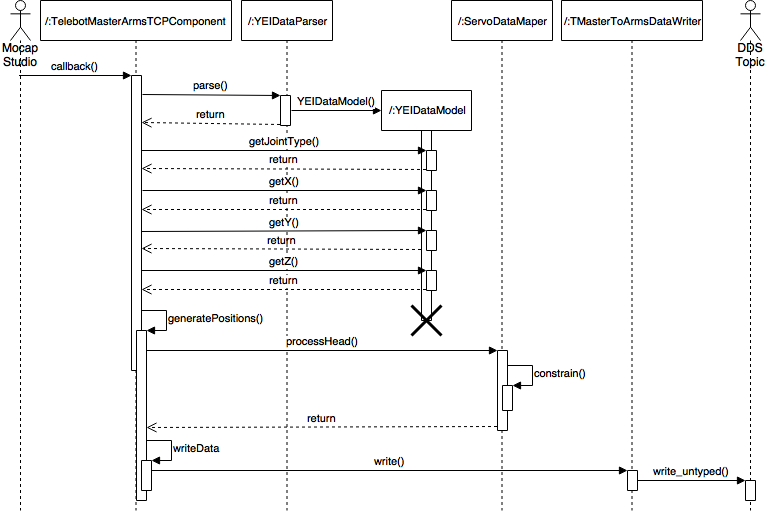 /:TelebotMasterArmsTCPComponent
/:YEIDataParser
/:ServoDataMaper
/:TMasterToArmsDataWriter
Mocap
Studio
DDS
Topic
callback()
parse()
YEIDataModel()
/:YEIDataModel
return
getJointType()
return
getX()
return
getY()
return
getZ()
return
generatePositions()
processHead()
constrain()
return
writeData
write()
write_untyped()